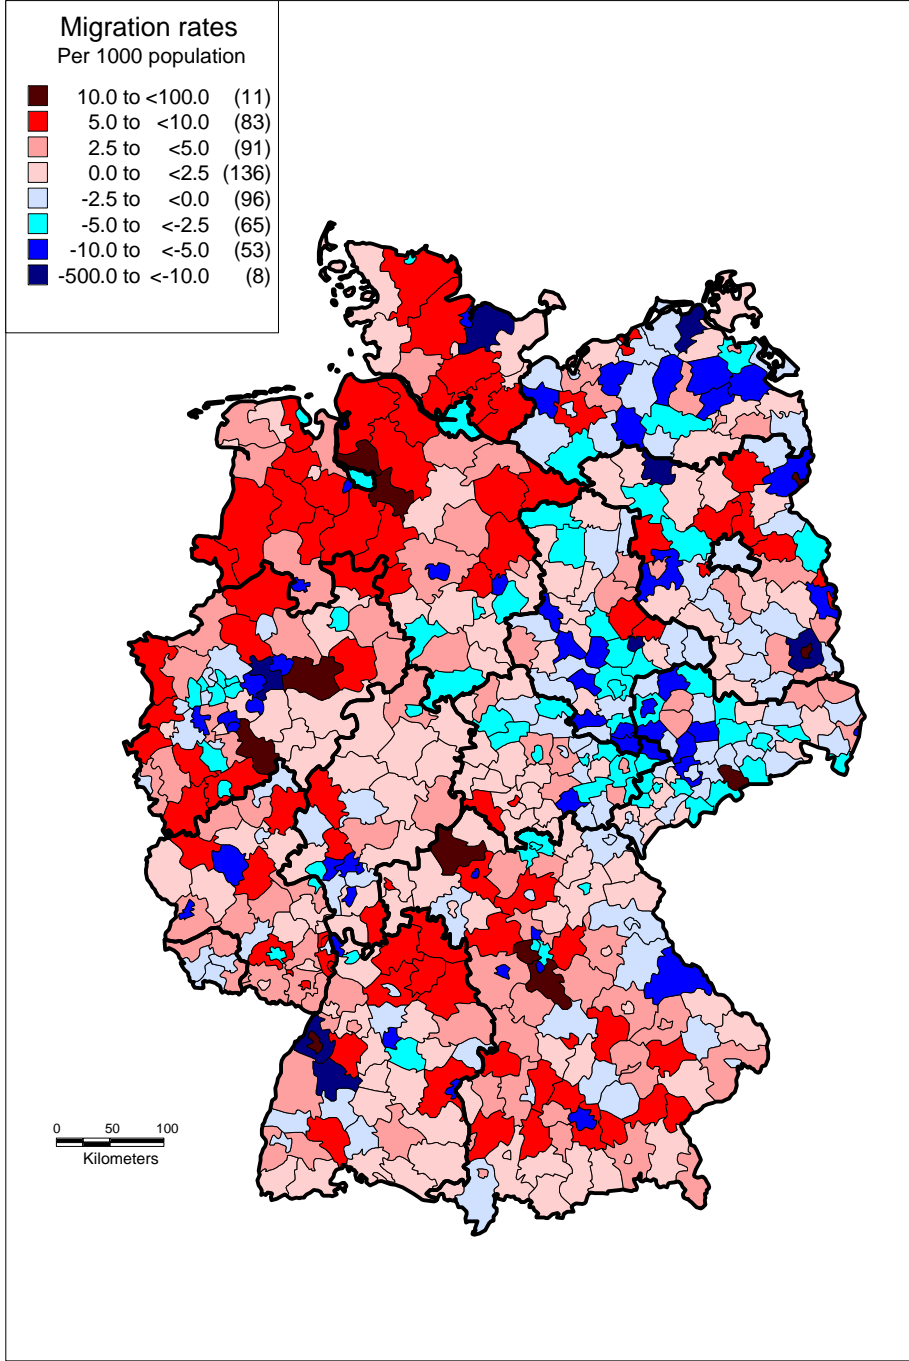 Migration rates
Per 1000 population
10.0 to <100.0 (11)
5.0 to <10.0 (83)
2.5 to <5.0 (91)
0.0 to <2.5 (136)
-2.5 to <0.0 (96)
-5.0 to <-2.5 (65)
-10.0 to <-5.0 (53)
-500.0 to <-10.0 (8)
0 50 100
Kilometers